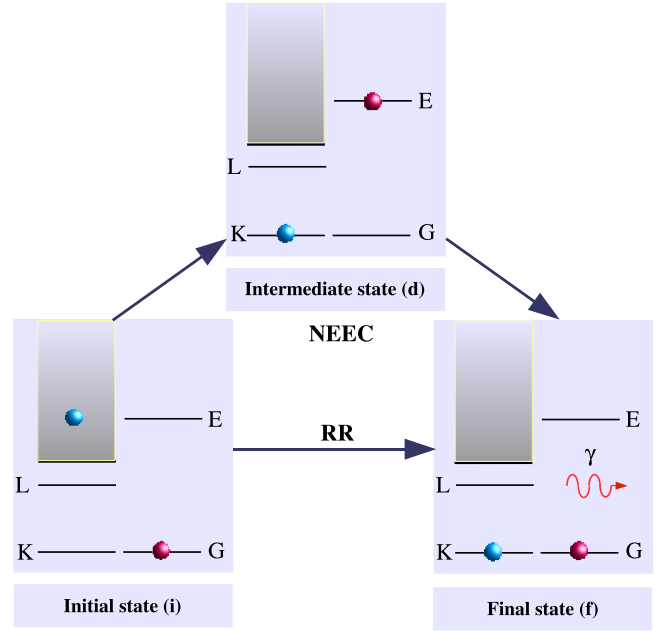 E
L
K G
Intermediate state (d)
NEEC
RR
E
L
K G
Initial state (i)
E
γ
L
K G
Final state (f)